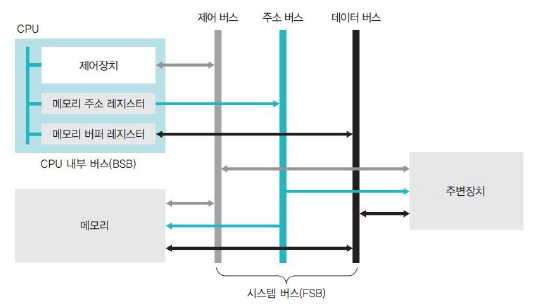 제어 버스
주소 버스
데이터 버스
CPU
제어장치
메모리 주소 레지스터
메모리 버퍼 레지스터
CPU 내부 버스(BSB)
메모리
주변장치
시스템 버스(FSB)